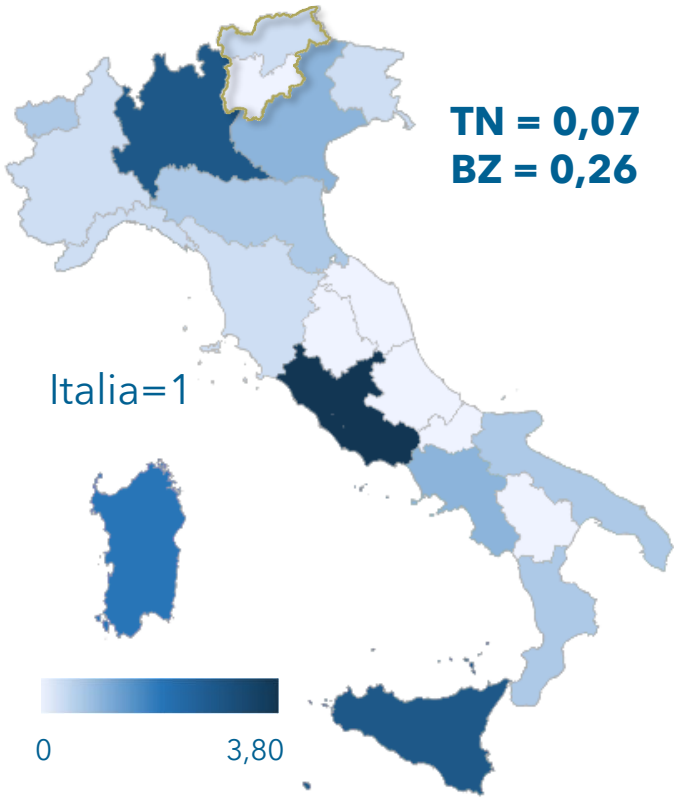 TN = 0,07
BZ = 0,26
Italia=1
0
3,80